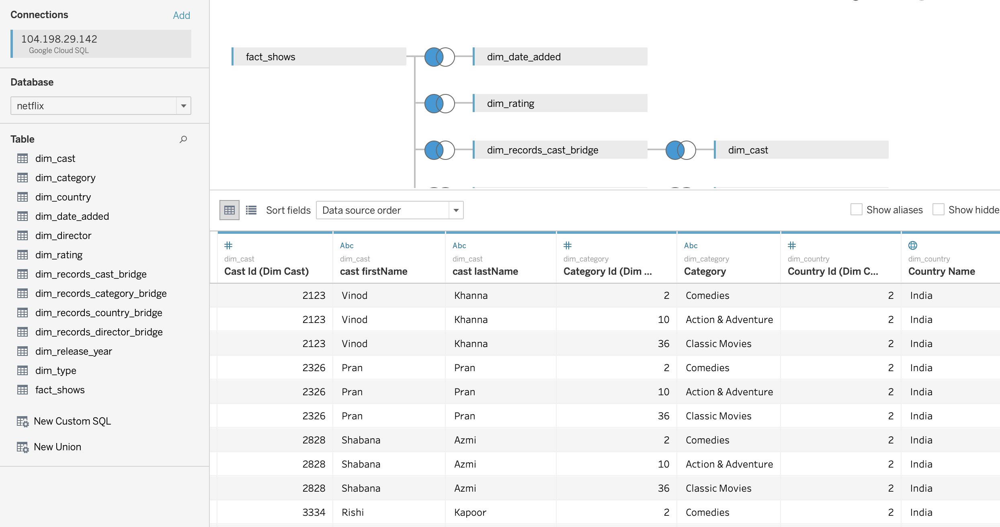 Connections Add
104.198.29.142
Google Cloud SQL
Database
netflix
Table
dim_cast
dim_category
dim_country
dim_date_added
dim_director
dim_rating
dim_records_cast_bridge
dim_records_category_bridge
dim_records_country_bridge
dim_records_director_bridge
dim_release_year
dim_type
fact_shows
New Custom SQL
New Union
fact_shows dim_date_added
dim_rating
dim_records_cast_bridge dim_cast
Sort fields Data source order Show aliases Show hidde
# Abc Abc # Abc #
dim_cast dim_cast dim_cast dim_category dim_category dim_country dim_country
Cast Id (Dim Cast) cast firstName cast lastName Category Id (Dim ... Category Country Id (Dim C... Country Name
2123 Vinod Khanna 2 Comedies 2 India
2123 Vinod Khanna 10 Action & Adventure 2 India
2123 Vinod Khanna 36 Classic Movies 2 India
2326 Pran Pran 2 Comedies 2 India
2326 Pran Pran 10 Action & Adventure 2 India
2326 Pran Pran 36 Classic Movies 2 India
2828 Shabana Azmi 2 Comedies 2 India
2828 Shabana Azmi 10 Action & Adventure 2 India
2828 Shabana Azmi 36 Classic Movies 2 India
3334 Rishi Kapoor 2 Comedies 2 India